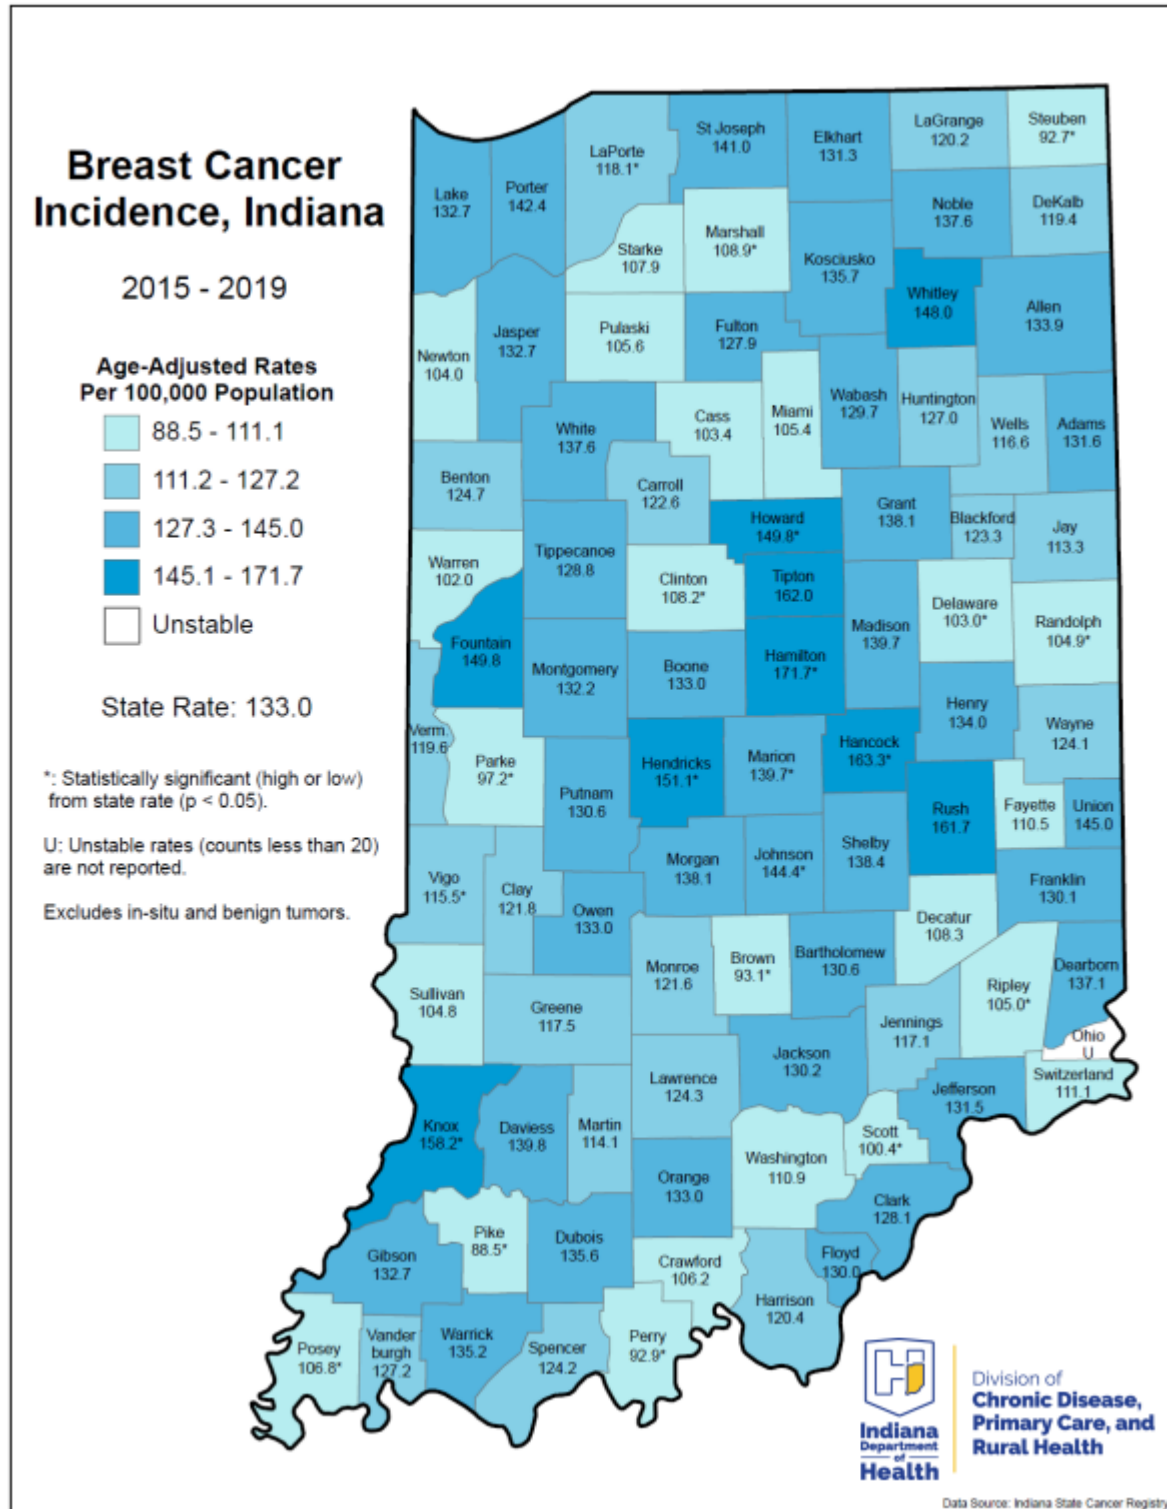 Breast Cancer
Incidence, Indiana
2015 - 2019
Age-Adjusted Rates
Per 100,000 Population
88.5 - 111.1
111.2 - 127.2
127.3 - 145.0
145.1 - 171.7
Unstable
State Rate: 133.0
*: Statistically significant (high or low)
from state rate (p < 0.05).
U: Unstable rates (counts less than 20)
are not reported.
Excludes in-situ and benign tumors.
Lake
132.7
Porter
142.4
LaPorte
118.1*
St Joseph
141.0
Elkhart
131.3
LaGrange
120.2
Steuben
92.7*
Noble
137.6
DeKalb
119.4
Starke
107.9
Marshall
108.9*
Kosciusko
135.7
Whitley
148.0
Allen
133.9
Newton
104.0
Jasper
132.7
Pulaski
105.6
Fulton
127.9
White
137.6
Cass
103.4
Miami
105.4
Wabash
129.7
Huntington
127.0
Wells
116.6
Adams
131.6
Benton
124.7
Carroll
122.6
Howard
149.8*
Grant
138.1
Blackford
123.3
Jay
113.3
Warren
102.0
Tippecanoe
128.8
Clinton
108.2*
Tipton
162.0
Madison
139.7
Delaware
103.0*
Randolph
104.9*
Fountain
149.8
Montgomery
132.2
Boone
133.0
Hamilton
171.7*
Henry
134.0
Wayne
124.1
Verm.
119.6
Parke
97.2*
Putnam
130.6
Hendricks
151.1*
Marion
139.7*
Hancock
163.3*
Rush
161.7
Fayette
110.5
Union
145.0
Vigo
115.5*
Clay
121.8
Owen
133.0
Morgan
138.1
Johnson
144.4*
Shelby
138.4
Decatur
108.3
Franklin
130.1
Sullivan
104.8
Greene
117.5
Monroe
121.6
Brown
93.1*
Bartholomew
130.6
Jennings
117.1
Ripley
105.0*
Dearborn
137.1
Ohio
U
Switzerland
111.1
Knox
158.2*
Daviess
139.8
Martin
114.1
Lawrence
124.3
Jackson
130.2
Jefferson
131.5
Scott
100.4*
Washington
110.9
Orange
133.0
Clark
128.1
Floyd
130.0
Gibson
132.7
Pike
88.5*
Dubois
135.6
Crawford
106.2
Harrison
120.4
Posey
106.8*
Vander
burgh
127.2
Warrick
135.2
Spencer
124.2
Perry
92.9*
Indiana
Department
of
Health
Division of
Chronic Disease,
Primary Care, and
Rural Health
Data Source: Indiana State Cancer Registry